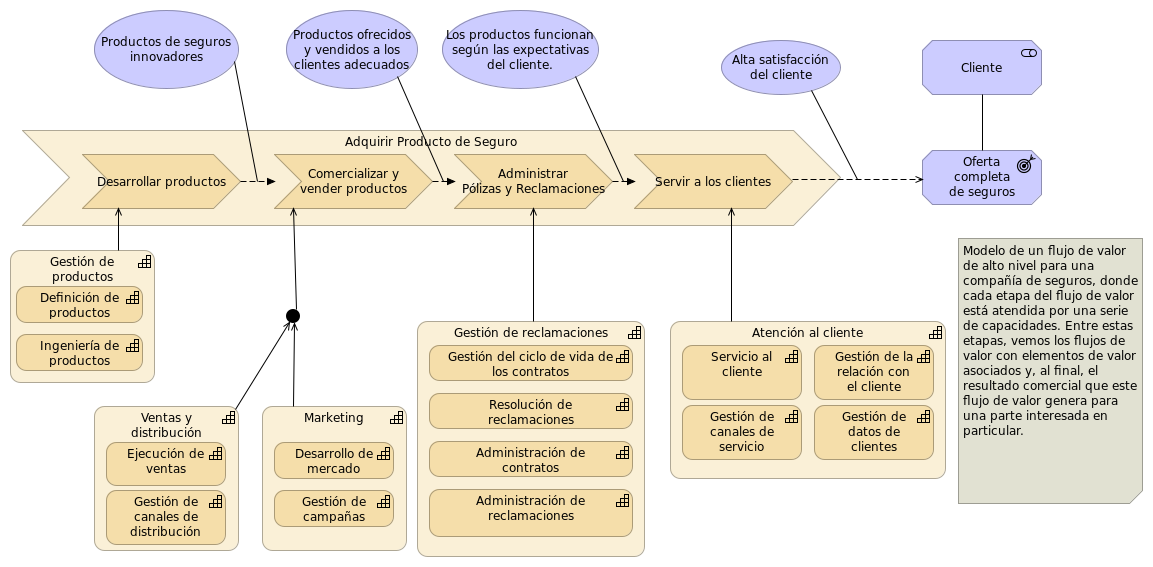 Productos de seguros
innovadores
Productos ofrecidos
y vendidos a los
clientes adecuados
Los productos funcionan
según las expectativas
del cliente.
Alta satisfacción
del cliente
Cliente
Adquirir Producto de Seguro
Desarrollar productos
Comercializar y
vender productos
Administrar
Pólizas y Reclamaciones
Servir a los clientes
Oferta
completa
de seguros
Gestión de
productos
Definición de
productos
Ingeniería de
productos
Ventas y
distribución
Ejecución de
ventas
Gestión de
canales de
distribución
Marketing
Desarrollo de
mercado
Gestión de
campañas
Gestión de reclamaciones
Gestión del ciclo de vida de
los contratos
Resolución de
reclamaciones
Administración de
contratos
Administración de
reclamaciones
Atención al cliente
Servicio al
cliente
Gestión de la
relación con
el cliente
Gestión de
canales de
servicio
Gestión de
datos de
clientes
Modelo de un flujo de valor
de alto nivel para una
compañía de seguros, donde
cada etapa del flujo de valor
está atendida por una serie
de capacidades. Entre estas
etapas, vemos los flujos de
valor con elementos de valor
asociados y, al final, el
resultado comercial que este
flujo de valor genera para
una parte interesada en
particular.